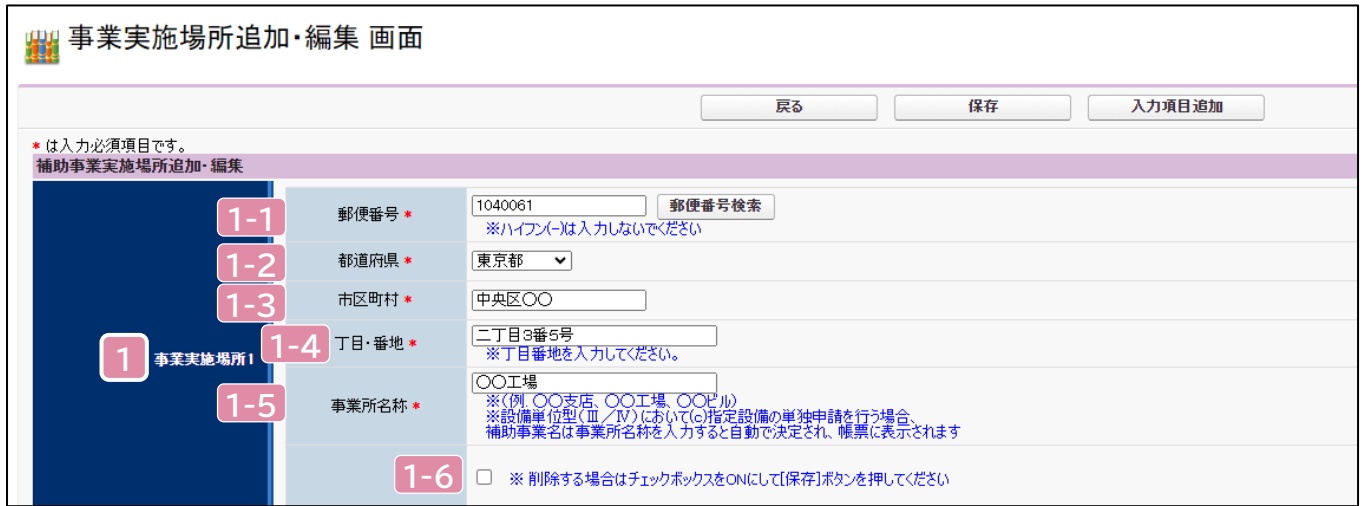 事業実施場所追加・編集 画面
戻る 保存 入力項目追加
* は入力必須項目です。
補助事業実施場所追加・編集
1 事業実施場所1
1-1 郵便番号 * 1040061 郵便番号検索
※ハイフン(-)は入力しないでください
1-2 都道府県 * 東京都
1-3 市区町村 * 中央区〇〇
1-4 丁目・番地 * 二丁目3番5号
※丁目番地を入力してください。
1-5 事業所名称 * 〇〇工場
※(例. 〇〇支店、〇〇工場、〇〇ビル)
※設備単位型(Ⅲ/Ⅳ)において(c)指定設備の単独申請を行う場合、
補助事業名は事業所名称を入力すると自動で決定され、帳票に表示されます
1-6 ※ 削除する場合はチェックボックスをONにして[保存]ボタンを押してください